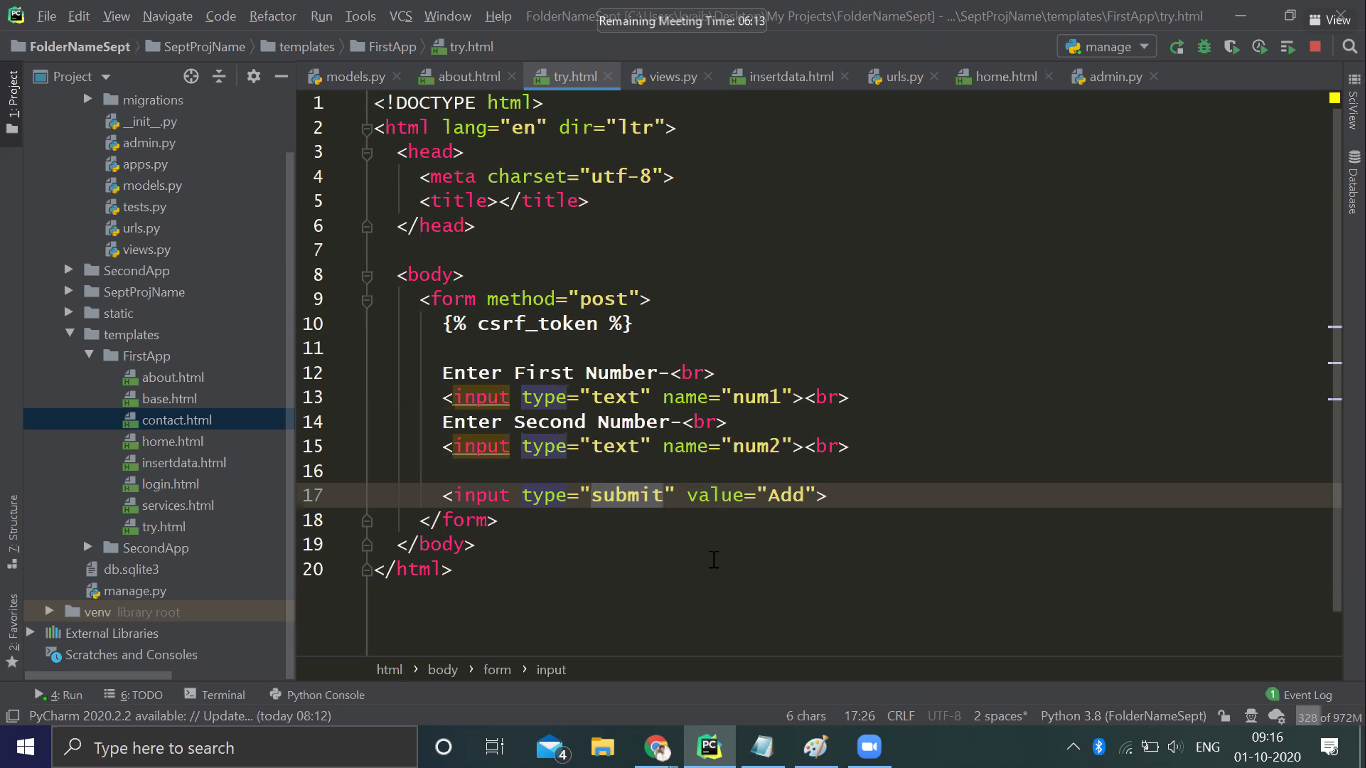 File Edit View Navigate Code Refactor Run Tools VCS Window Help
Remaining Meeting Time: 06:13
My Projects\FolderNameSept] - ...\SeptProjName\templates\FirstApp\try.html
View
FolderNameSept SeptProjName templates FirstApp try.html
manage
Project
models.py about.html try.html views.py insertdata.html urls.py home.html admin.py
1: Project
7: Structure
2: Favorites
SciView
Database
migrations
__init__.py
admin.py
apps.py
models.py
tests.py
urls.py
views.py
SecondApp
SeptProjName
static
templates
FirstApp
about.html
base.html
contact.html
home.html
insertdata.html
login.html
services.html
try.html
SecondApp
db.sqlite3
manage.py
venv library root
External Libraries
Scratches and Consoles
1 <!DOCTYPE html>
2 <html lang="en" dir="ltr">
3 <head>
4 <meta charset="utf-8">
5 <title></title>
6 </head>
7
8 <body>
9 <form method="post">
10 {% csrf_token %}
11
12 Enter First Number-<br>
13 <input type="text" name="num1"><br>
14 Enter Second Number-<br>
15 <input type="text" name="num2"><br>
16
17 <input type="submit" value="Add">
18 </form>
19 </body>
20 </html>
html › body › form › input
4: Run 6: TODO Terminal Python Console 1 Event Log
PyCharm 2020.2.2 available: // Update... (today 08:12) 6 chars 17:26 CRLF UTF-8 2 spaces* Python 3.8 (FolderNameSept) 328 of 972M
Type here to search
4
ENG
09:16
01-10-2020